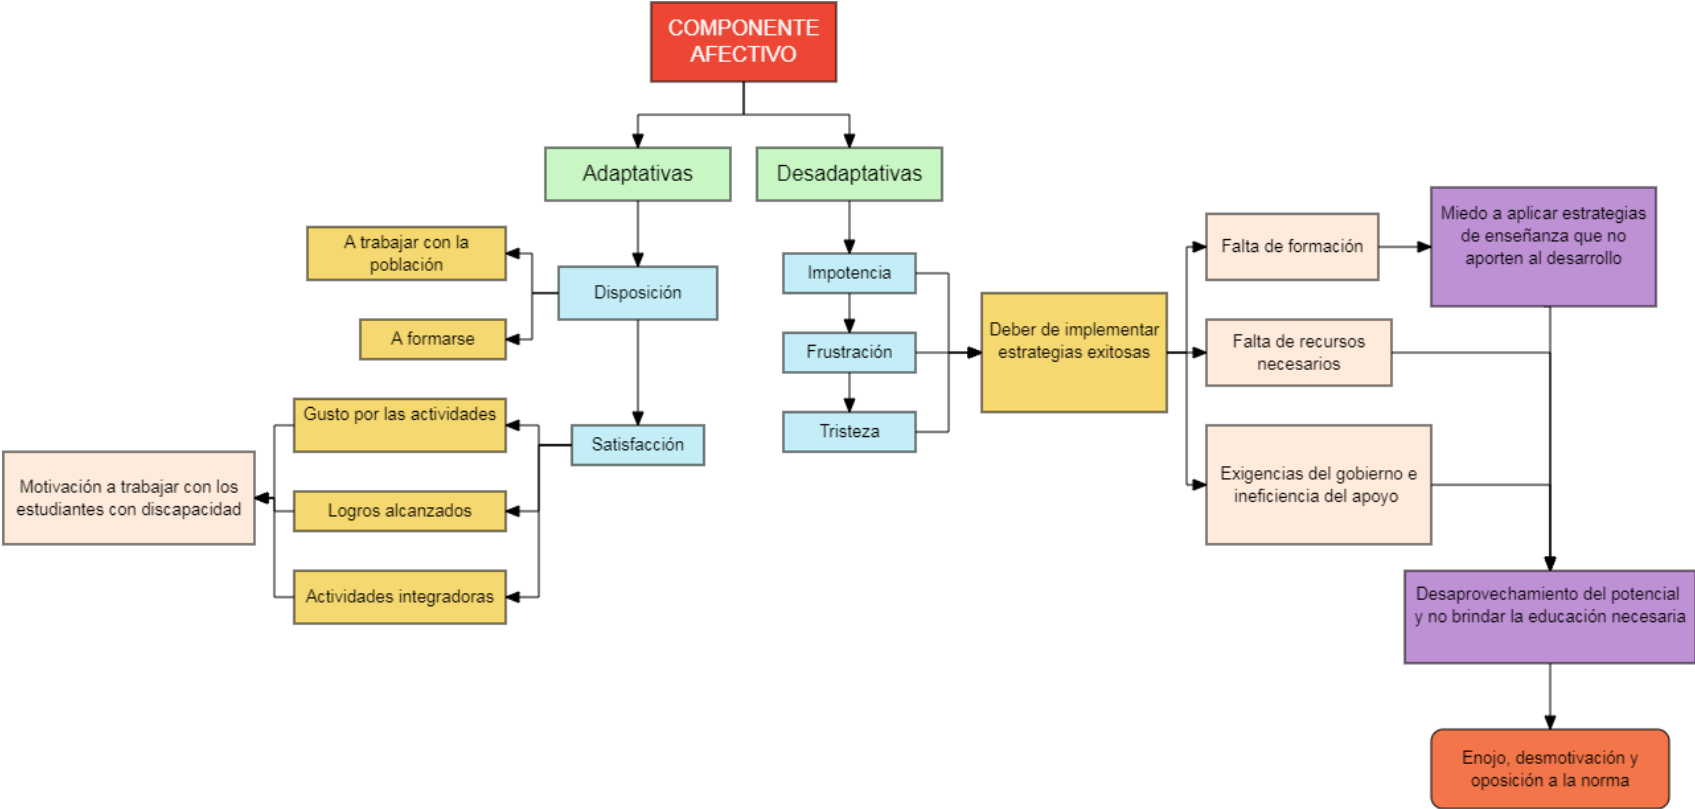 COMPONENTE
AFECTIVO
Adaptativas
Desadaptativas
A trabajar con la
población
Disposición
A formarse
Gusto por las actividades
Satisfacción
Motivación a trabajar con los
estudiantes con discapacidad
Logros alcanzados
Actividades integradoras
Impotencia
Frustración
Tristeza
Deber de implementar
estrategias exitosas
Falta de formación
Miedo a aplicar estrategias
de enseñanza que no
aporten al desarrollo
Falta de recursos
necesarios
Exigencias del gobierno e
ineficiencia del apoyo
Desaprovechamiento del potencial
y no brindar la educación necesaria
Enojo, desmotivación y
oposición a la norma